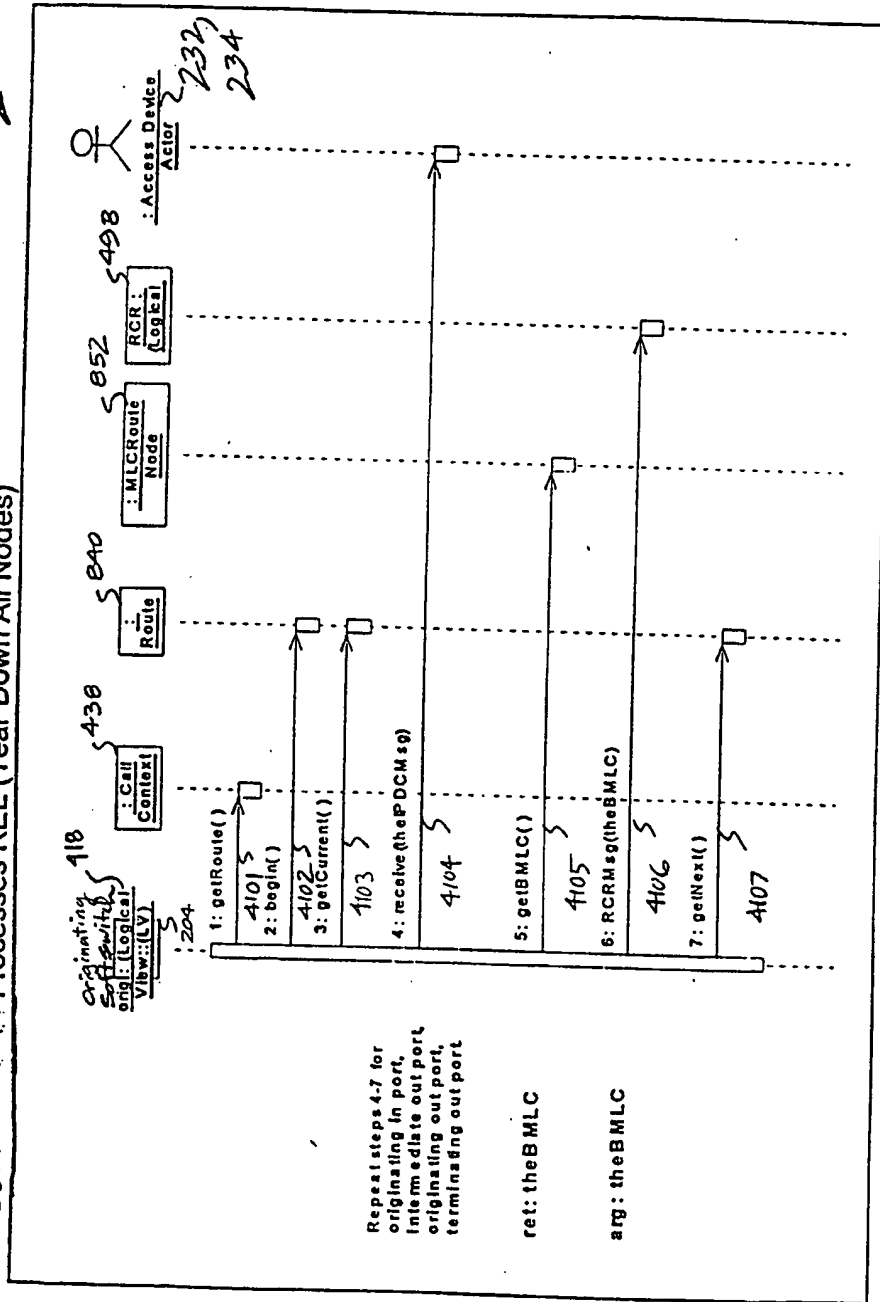 Processes REL (Tear Down All Nodes)
originating
Softswitch
418
orig : (Logical
View::(LV)
204
438
: Call
Context
840
:
Route
852
: MLCRoute
Node
498
RCR :
(Logical
: Access Device
Actor
232,
234
1: getRoute( )
4101
2: begin( )
4102
3: getCurrent( )
4103
4: receive(theIPDCMsg)
4104
5: getBMLC( )
4105
6: RCRMsg(theBMLC)
4106
7: getNext( )
4107
Repeat steps 4-7 for
originating in port,
intermediate out port,
originating out port,
terminating out port
ret: theBMLC
arg: theBMLC